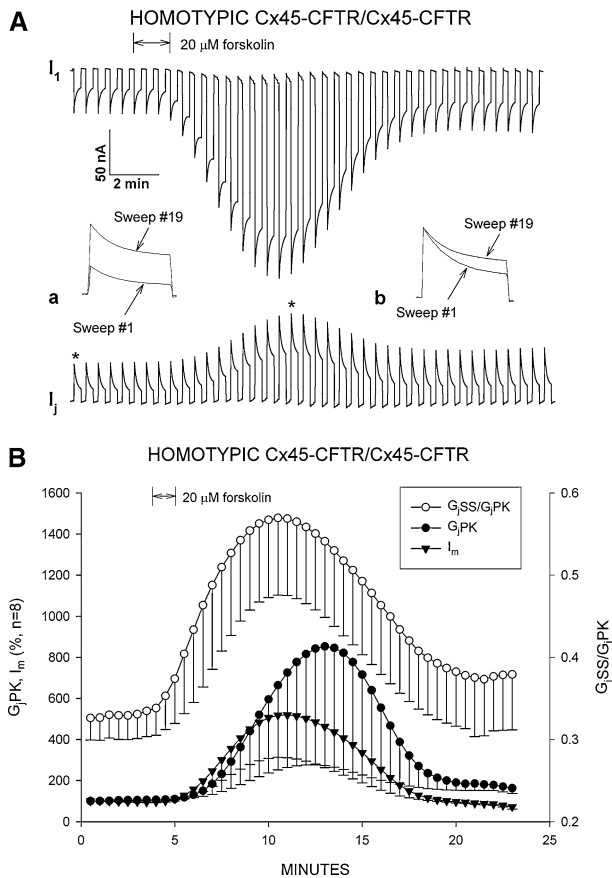 A
HOMOTYPIC Cx45-CFTR/Cx45-CFTR
20 µM forskolin
I1
50 nA
2 min
Sweep #19
Sweep #1
a
Sweep #19
Sweep #1
b
*
*
Ij
B
HOMOTYPIC Cx45-CFTR/Cx45-CFTR
20 µM forskolin
GjSS/GjPK
GjPK
Im
GjPK, Im (%, n=8)
1600
1400
1200
1000
800
600
400
200
0
0.6
0.5
0.4
0.3
0.2
GjSS/GjPK
0
5
10
15
20
25
MINUTES